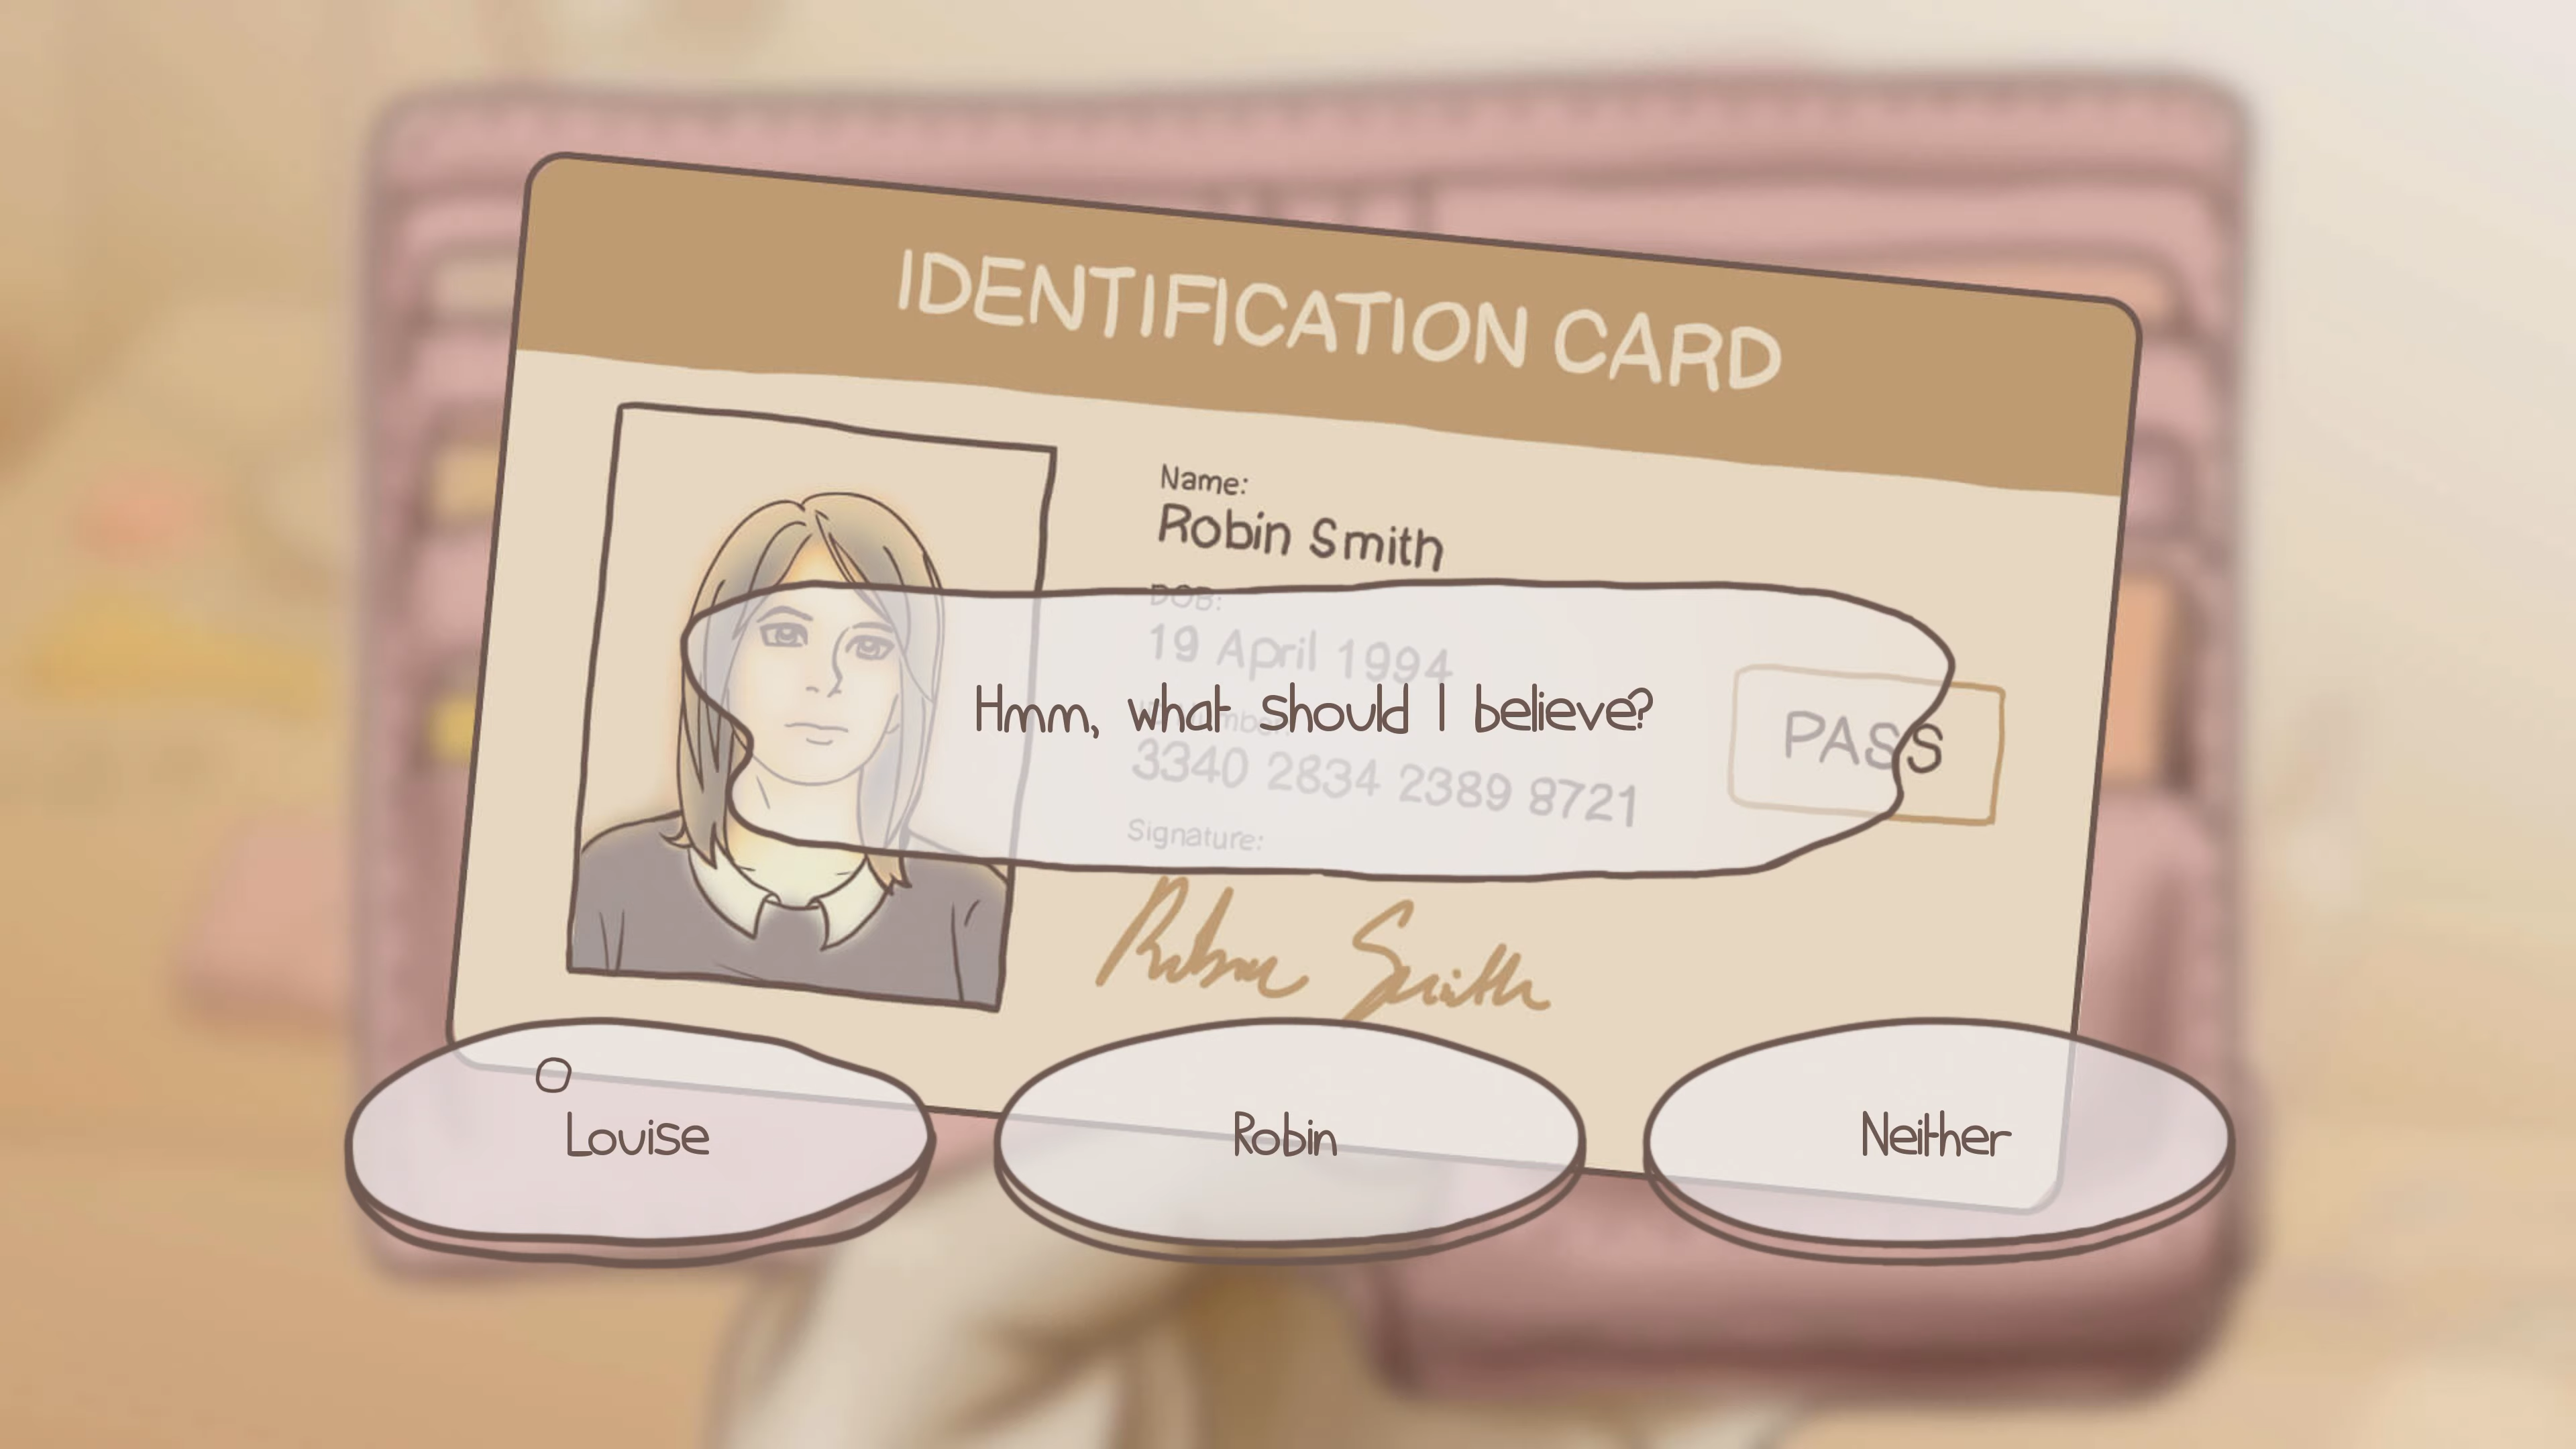 IDENTIFICATION CARD
Name:
Robin Smith
DOB:
19 April 1994
Hmm, what should I believe?
3340 2834 2389 8721
PASS
Signature:
Robin Smith
Louise
Robin
Neither